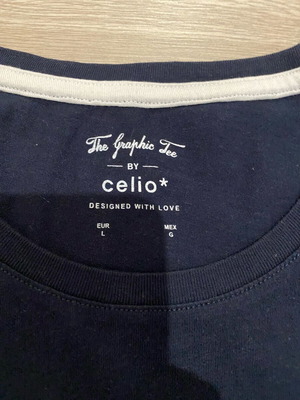 The Graphic Tee
BY
celio*
DESIGNED WITH LOVE
EUR MEX
L G